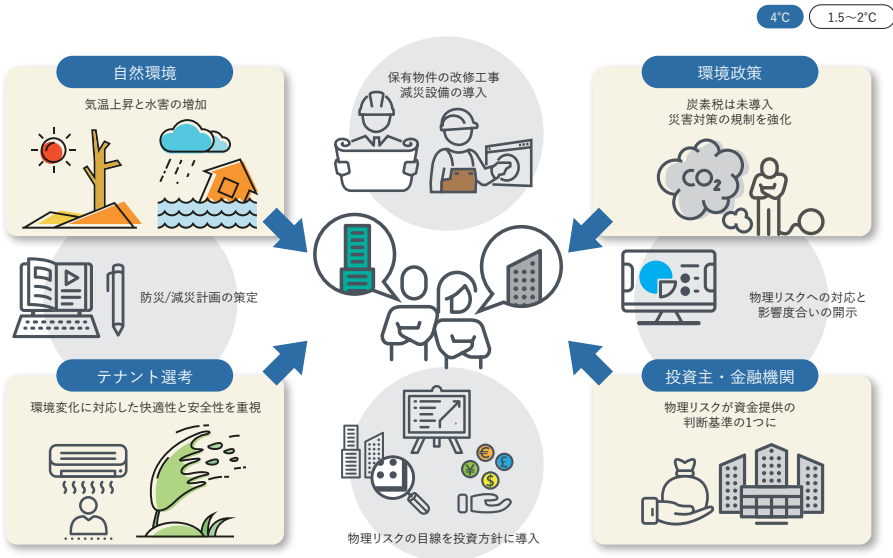 4℃
1.5～2℃
自然環境
気温上昇と水害の増加
保有物件の改修工事
減災設備の導入
環境政策
炭素税は未導入
災害対策の規制を強化
CO2
防災/減災計画の策定
物理リスクへの対応と
影響度合いの開示
テナント選考
環境変化に対応した快適性と安全性を重視
投資主・金融機関
物理リスクが資金提供の
判断基準の1つに
€
£
¥
$
物理リスクの目線を投資方針に導入